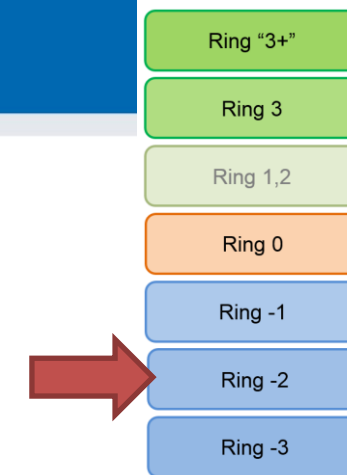 Ring “3+”
Ring 3
Ring 1,2
Ring 0
Ring -1
Ring -2
Ring -3